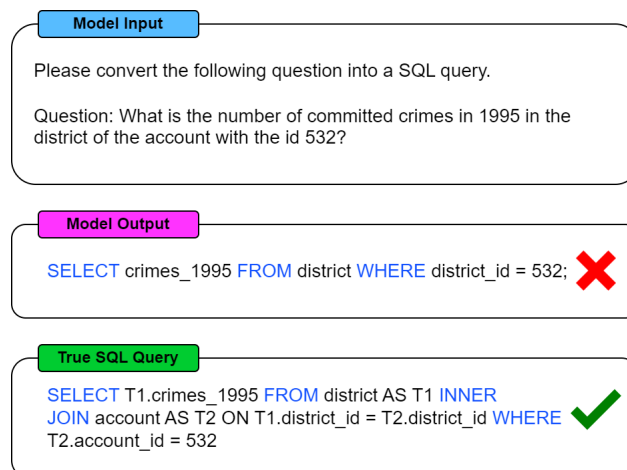 Model Input
Please convert the following question into a SQL query.
Question: What is the number of committed crimes in 1995 in the
district of the account with the id 532?
Model Output
SELECT crimes_1995 FROM district WHERE district_id = 532;
True SQL Query
SELECT T1.crimes_1995 FROM district AS T1 INNER
JOIN account AS T2 ON T1.district_id = T2.district_id WHERE
T2.account_id = 532